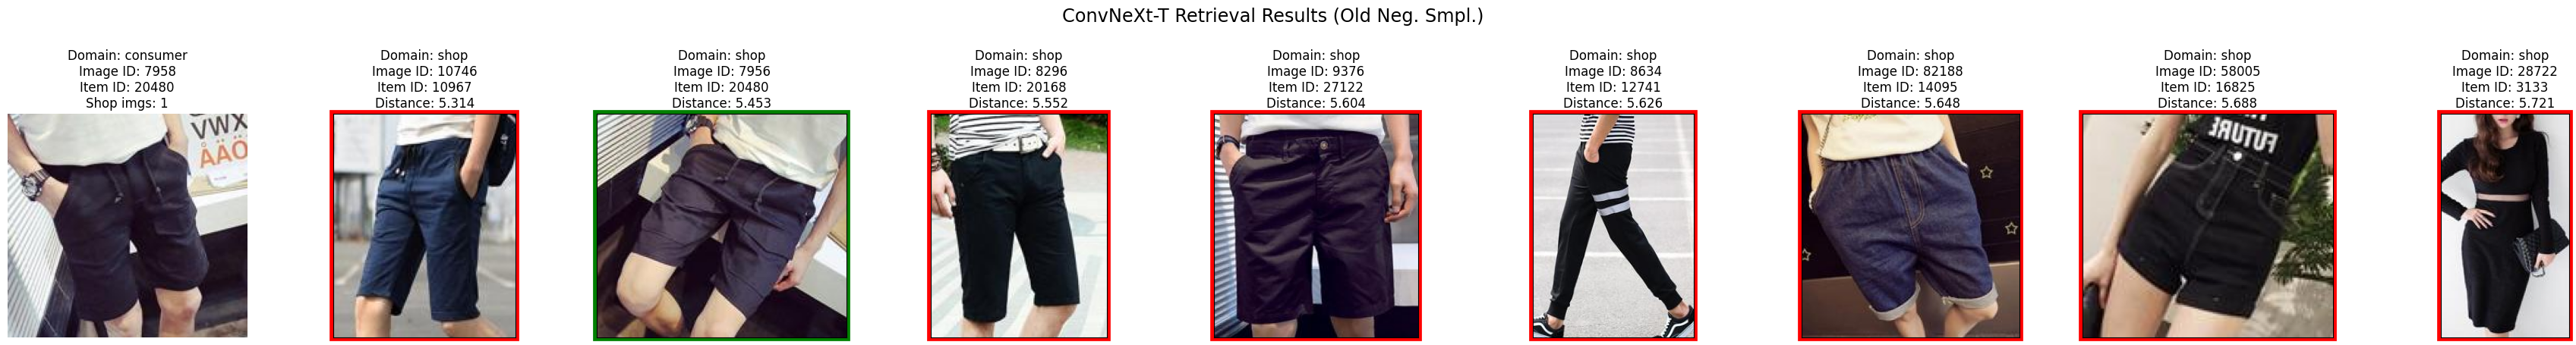 ConvNeXt-T Retrieval Results (Old Neg. Smpl.)
Domain: consumer
Image ID: 7958
Item ID: 20480
Shop imgs: 1
Domain: shop
Image ID: 10746
Item ID: 10967
Distance: 5.314
Domain: shop
Image ID: 7956
Item ID: 20480
Distance: 5.453
Domain: shop
Image ID: 8296
Item ID: 20168
Distance: 5.552
Domain: shop
Image ID: 9376
Item ID: 27122
Distance: 5.604
Domain: shop
Image ID: 8634
Item ID: 12741
Distance: 5.626
Domain: shop
Image ID: 82188
Item ID: 14095
Distance: 5.648
Domain: shop
Image ID: 58005
Item ID: 16825
Distance: 5.688
Domain: shop
Image ID: 28722
Item ID: 3133
Distance: 5.721
VWX
ÅÄÖ
FUTURE